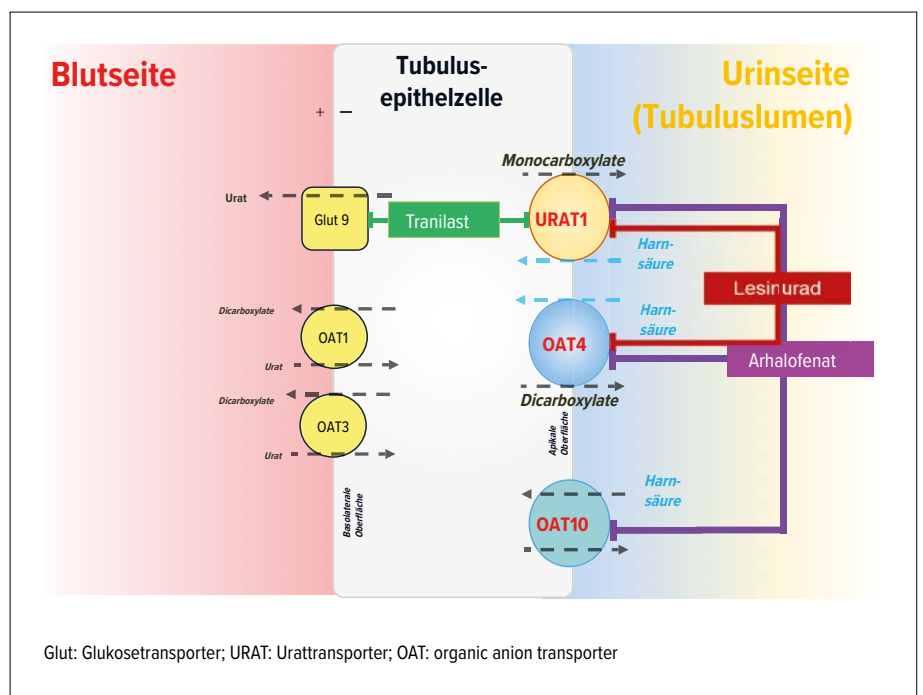 Blutseite
Tubulus-
epithelzelle
Urinseite
(Tubuluslumen)
+ −
Monocarboxylate
Urat
Glut 9
Tranilast
URAT1
Harn-
säure
Lesinurad
Dicarboxylate
OAT1
Urat
Harn-
säure
OAT4
Arhalofenat
Dicarboxylate
Dicarboxylate
OAT3
Urat
Apikale
Oberfläche
Basolaterale
Oberfläche
Harn-
säure
OAT10
Glut: Glukosetransporter; URAT: Urattransporter; OAT: organic anion transporter